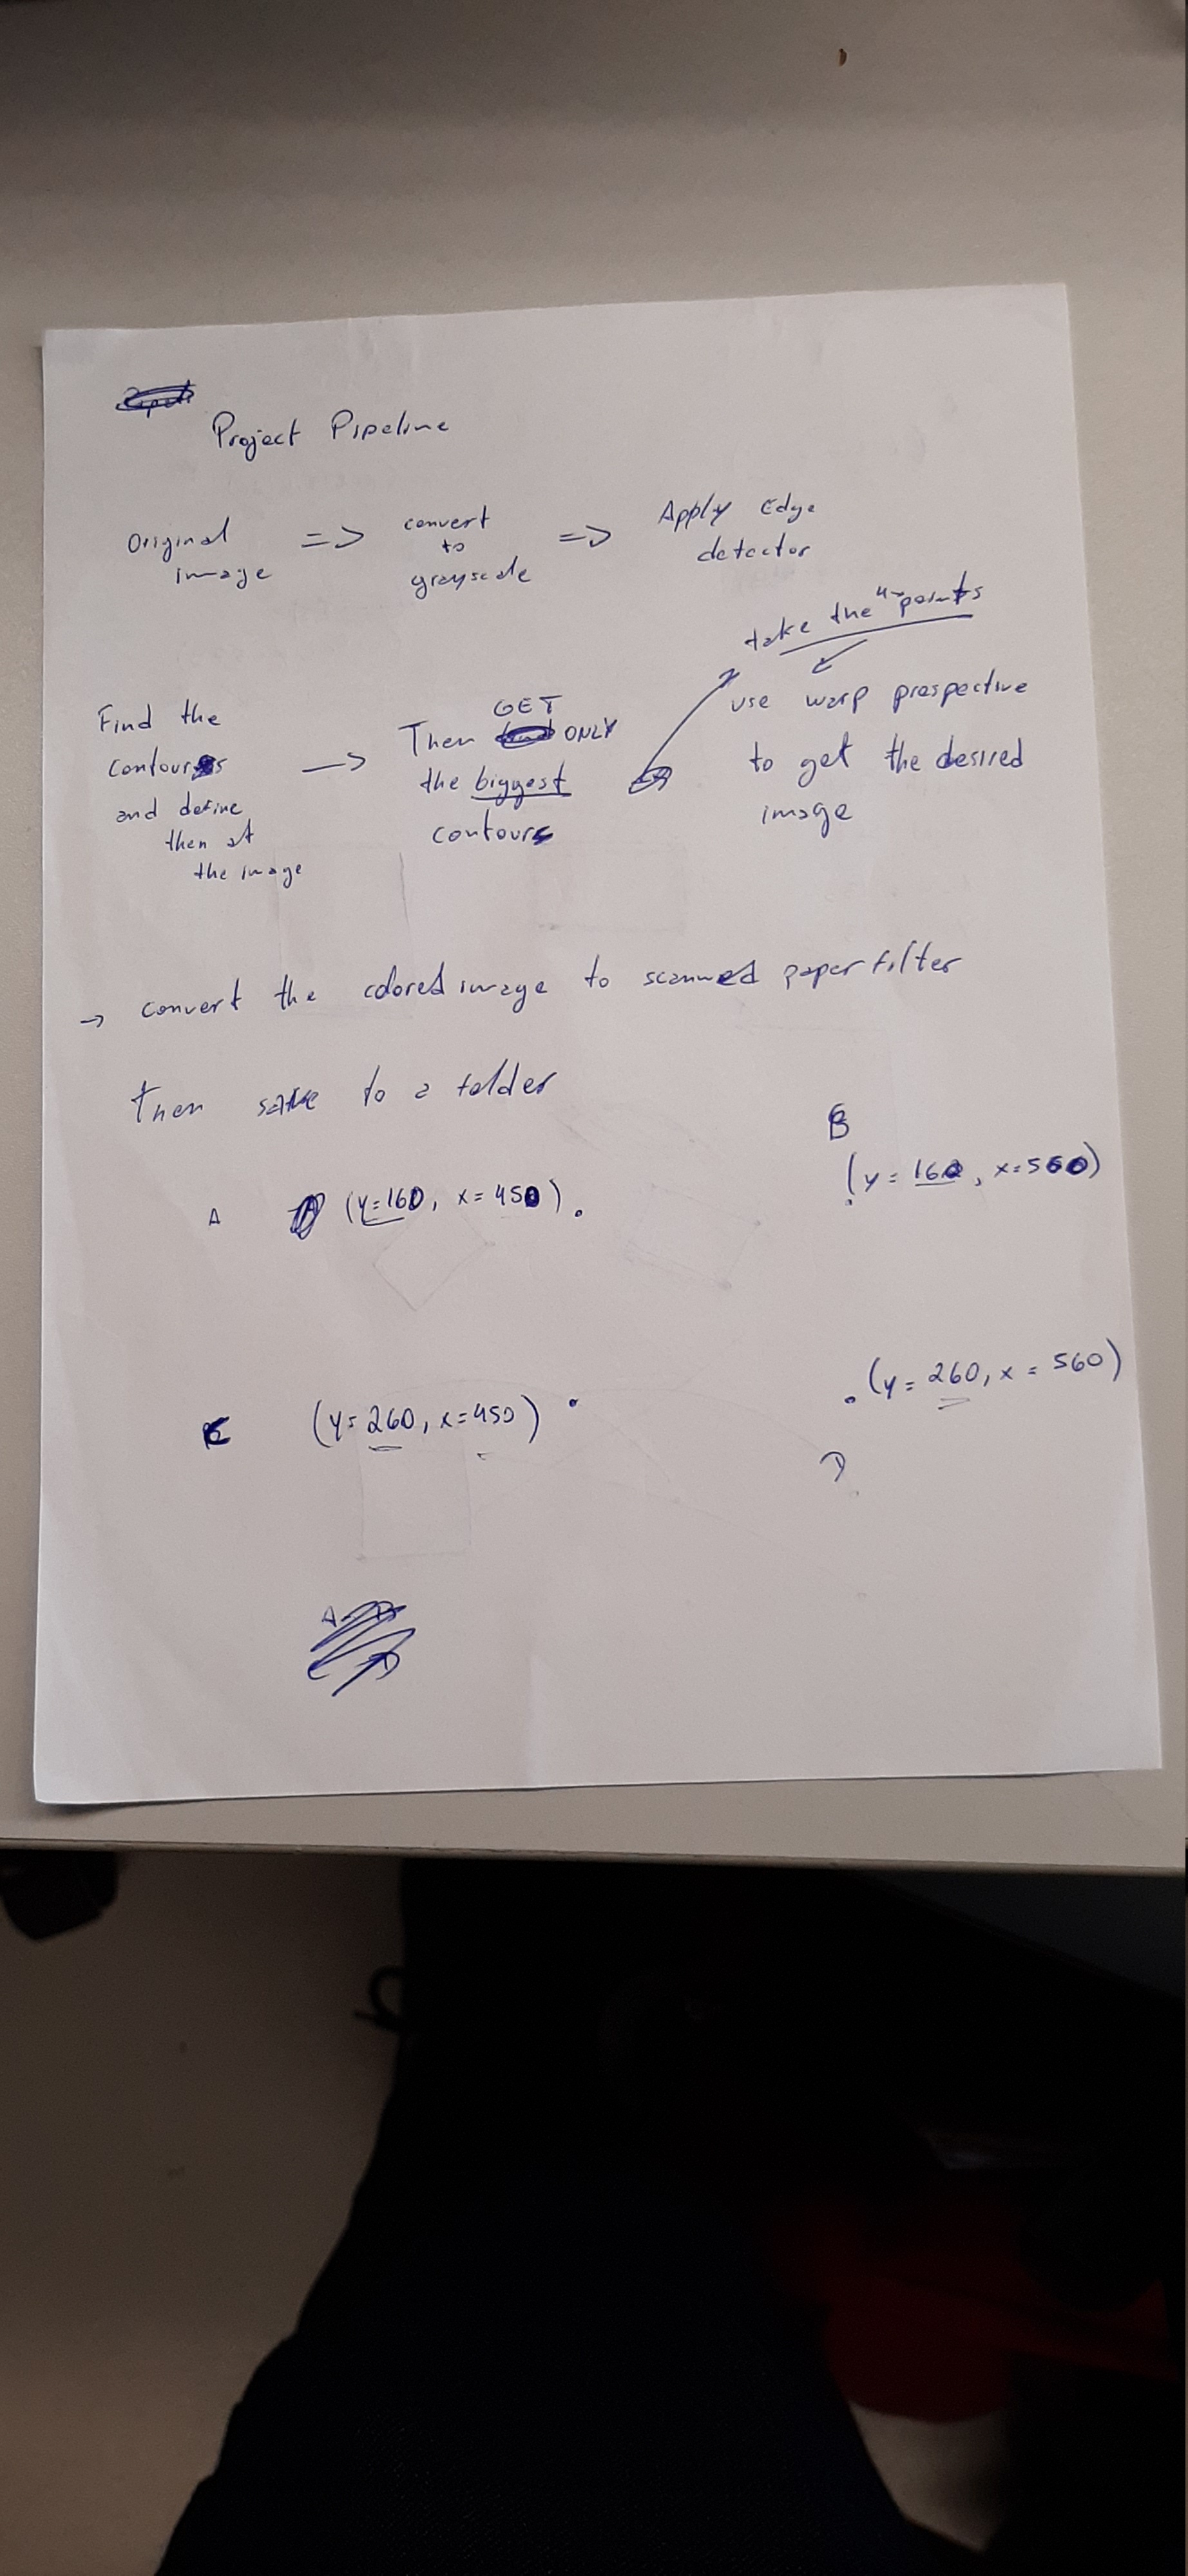 Project Pipeline
Original => convert => Apply Edge
image to detector
grayscale
take the 4 points
Find the -> Then GET ONLY use warp prespective
contours the biggest to get the desired
and define contours image
then at
the image
-> convert the colored image to scanned paper filter
Then save to a folder
B
A (y=160, x=450) (y=160, x=560)
C (y=260, x=450) (y=260, x=560)
D